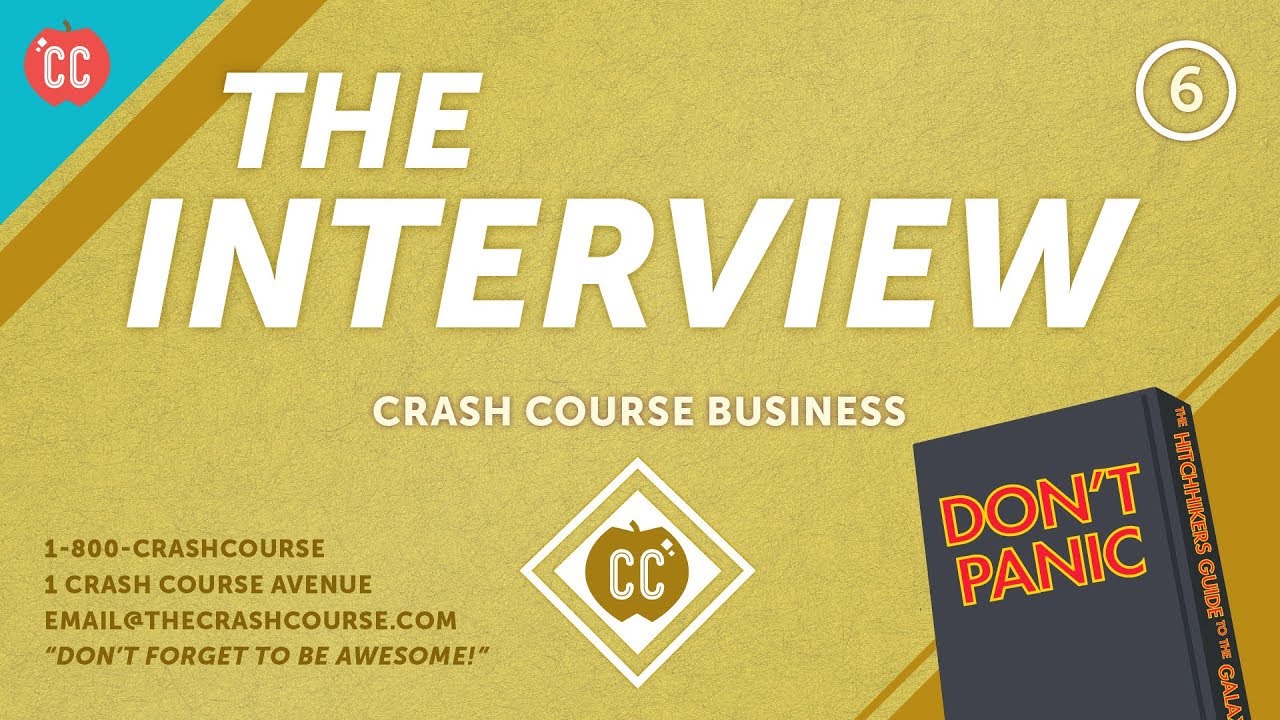 CC
6
THE
INTERVIEW
CRASH COURSE BUSINESS
1-800-CRASHCOURSE
1 CRASH COURSE AVENUE
EMAIL@THECRASHCOURSE.COM
“DON’T FORGET TO BE AWESOME!”
CC
DON’T
PANIC
THE HITCHHIKERS GUIDE TO THE